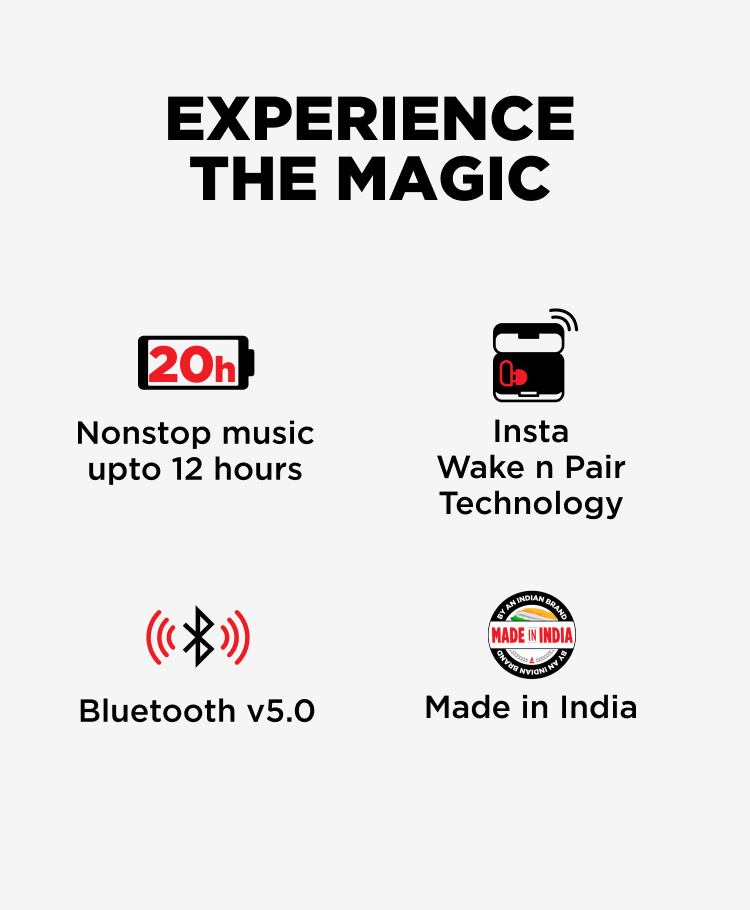 EXPERIENCE
THE MAGIC
20h
Nonstop music
upto 12 hours
Insta
Wake n Pair
Technology
Bluetooth v5.0
BY AN INDIAN BRAND
MADE IN INDIA
BY AN INDIAN BRAND
Made in India